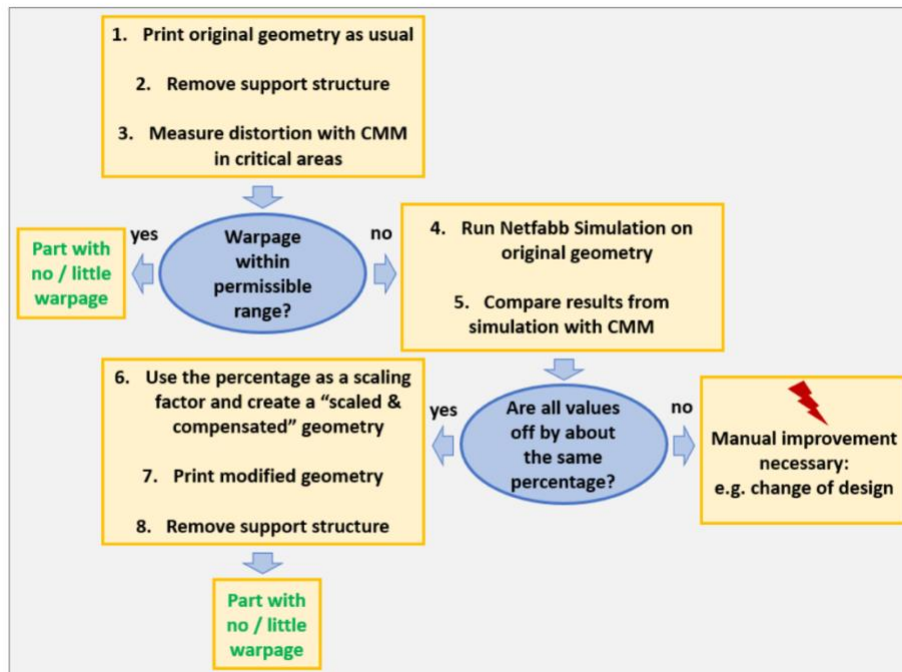 1. Print original geometry as usual
2. Remove support structure
3. Measure distortion with CMM
in critical areas
yes
Warpage
within
permissible
range?
no
Part with
no / little
warpage
4. Run Netfabb Simulation on
original geometry
5. Compare results from
simulation with CMM
6. Use the percentage as a scaling
factor and create a “scaled &
compensated” geometry
7. Print modified geometry
8. Remove support structure
yes
Are all values
off by about
the same
percentage?
no
Manual improvement
necessary:
e.g. change of design
Part with
no / little
warpage